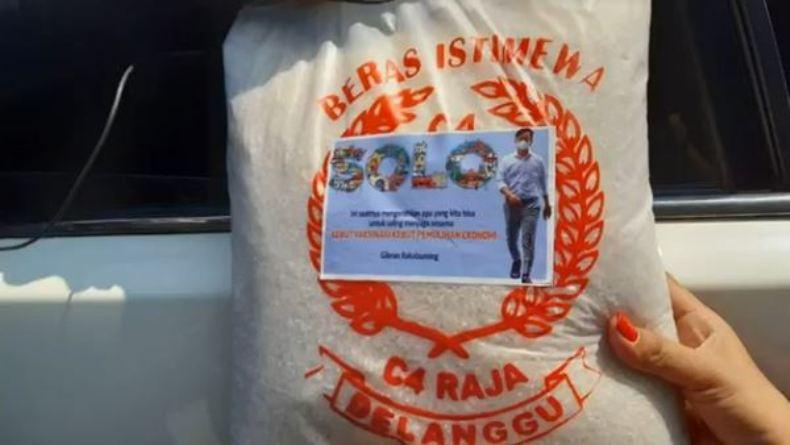 BERAS ISTIMEWA
C4
SOLO
Ini saatnya mengerahkan apa yang kita bisa
untuk saling menjaga sesama
KEBUT VAKSINASI KEBUT PEMULIHAN EKONOMI
Gibran Rakabuming
C4 RAJA
DELANGGU